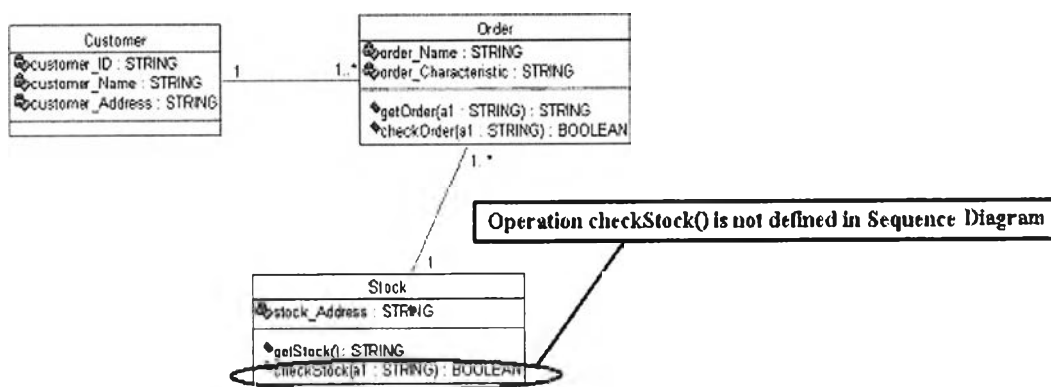 Customer
customer_ID : STRING
customer_Name : STRING
customer_Address : STRING
1
1..*
Order
order_Name : STRING
order_Characteristic : STRING
getOrder(a1 : STRING) : STRING
checkOrder(a1 : STRING) : BOOLEAN
1..*
Operation checkStock() is not defined in Sequence Diagram
1
Stock
stock_Address : STRING
getStock() : STRING
checkStock(a1 : STRING) : BOOLEAN